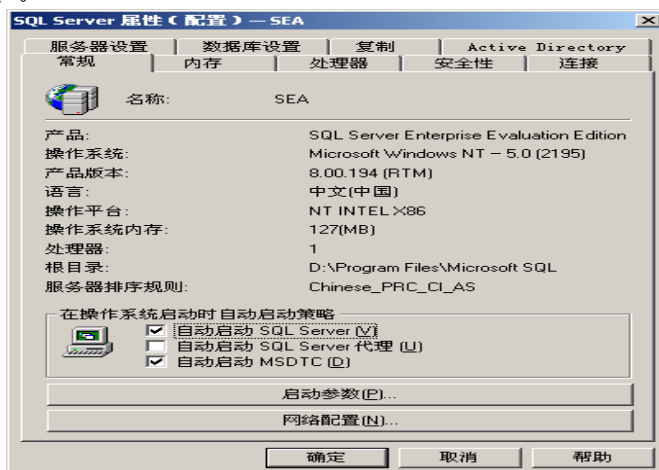 SQL Server 属性(配置) — SEA
服务器设置 数据库设置 复制 Active Directory
常规 内存 处理器 安全性 连接
名称: SEA
产品: SQL Server Enterprise Evaluation Edition
操作系统: Microsoft Windows NT — 5.0 (2195)
产品版本: 8.00.194 (RTM)
语言: 中文(中国)
操作平台: NT INTEL X86
操作系统内存: 127(MB)
处理器: 1
根目录: D:\Program Files\Microsoft SQL
服务器排序规则: Chinese_PRC_CI_AS
在操作系统启动时自动启动策略
自动启动 SQL Server (V)
自动启动 SQL Server 代理 (U)
自动启动 MSDTC (D)
启动参数(P)...
网络配置(N)...
确定 取消 帮助